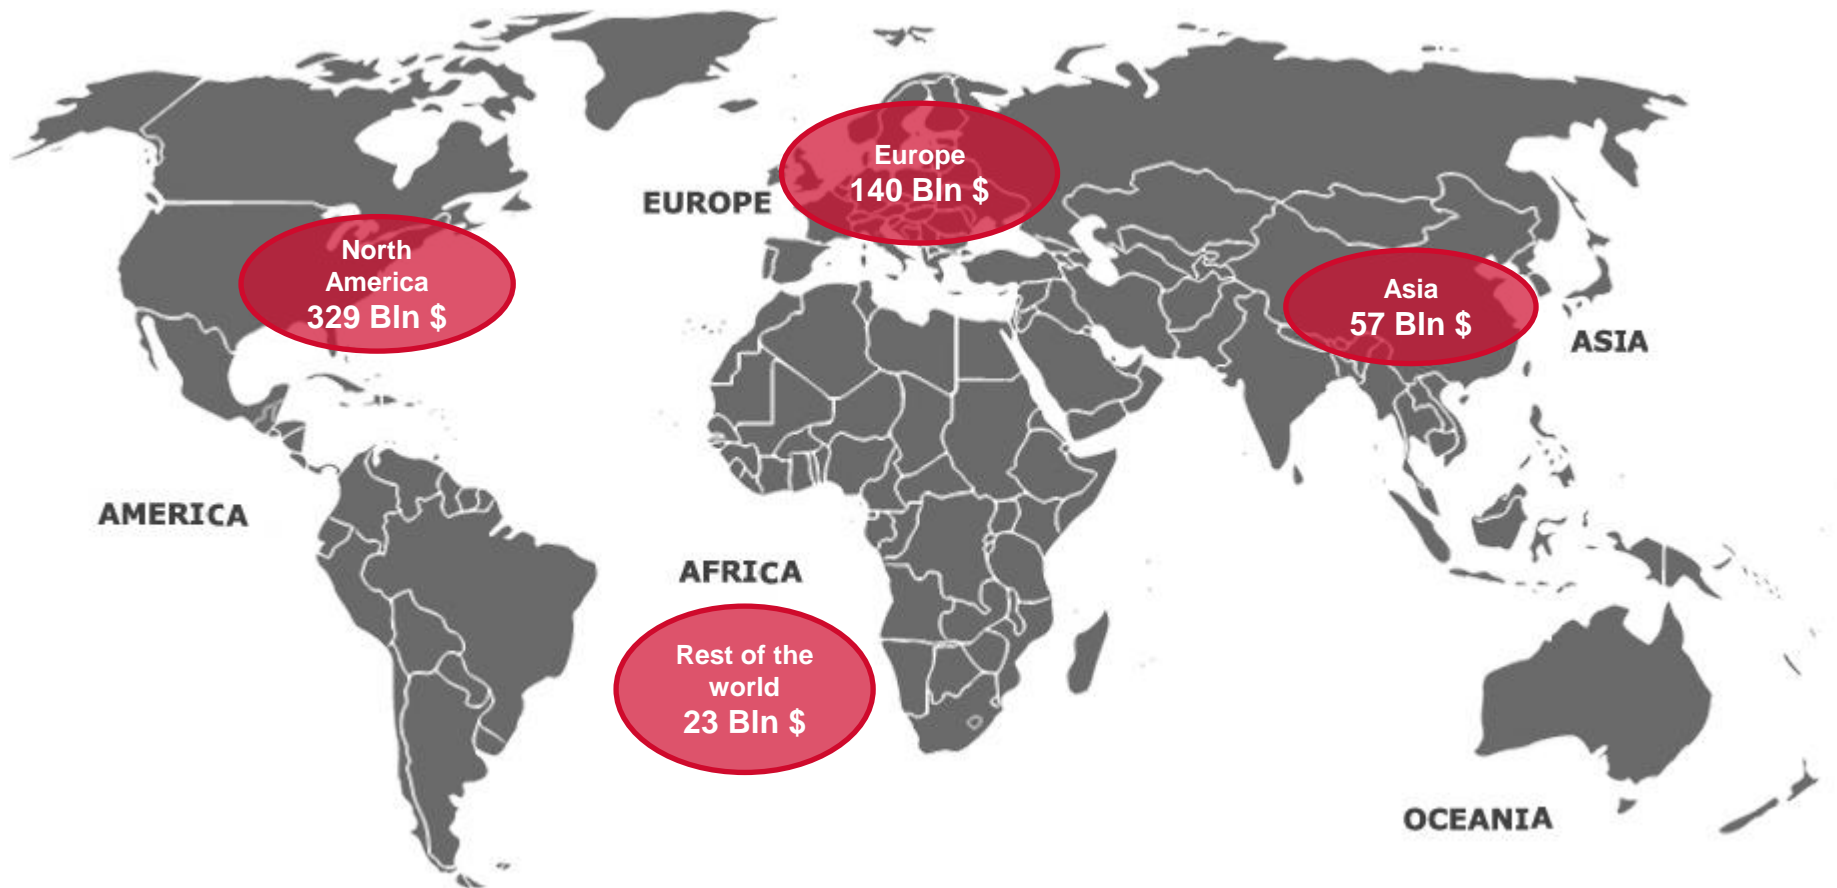 Europe
140 Bln $
EUROPE
North
America
329 Bln $
Asia
57 Bln $
ASIA
AMERICA
AFRICA
Rest of the
world
23 Bln $
OCEANIA